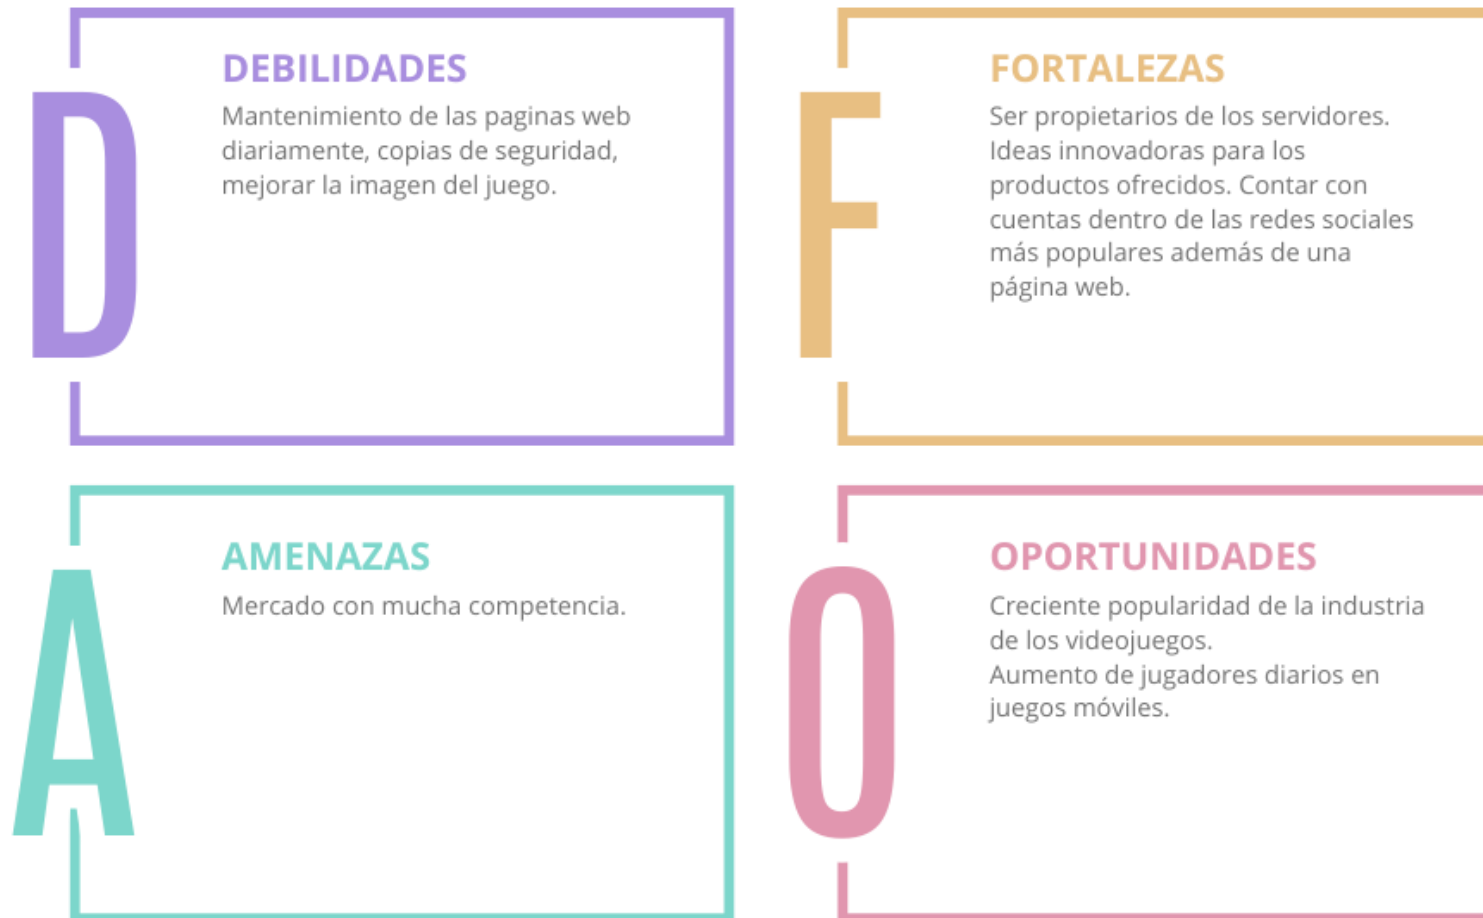 D
DEBILIDADES
Mantenimiento de las paginas web
diariamente, copias de seguridad,
mejorar la imagen del juego.
F
FORTALEZAS
Ser propietarios de los servidores.
Ideas innovadoras para los
productos ofrecidos. Contar con
cuentas dentro de las redes sociales
más populares además de una
página web.
A
AMENAZAS
Mercado con mucha competencia.
O
OPORTUNIDADES
Creciente popularidad de la industria
de los videojuegos.
Aumento de jugadores diarios en
juegos móviles.